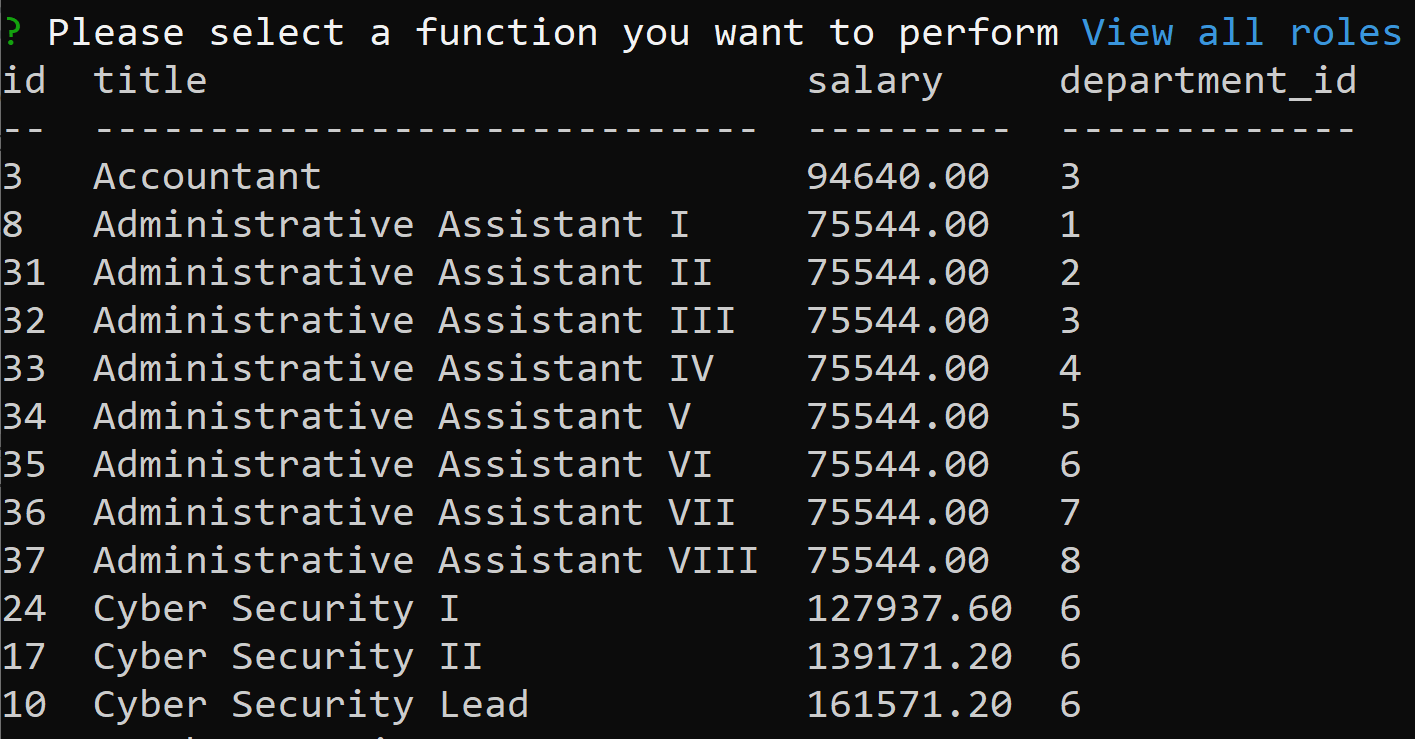 ? Please select a function you want to perform View all roles
id  title                          salary     department_id
--  -----------------------------  ---------  -------------
3   Accountant                     94640.00   3
8   Administrative Assistant I     75544.00   1
31  Administrative Assistant II    75544.00   2
32  Administrative Assistant III   75544.00   3
33  Administrative Assistant IV    75544.00   4
34  Administrative Assistant V     75544.00   5
35  Administrative Assistant VI    75544.00   6
36  Administrative Assistant VII   75544.00   7
37  Administrative Assistant VIII  75544.00   8
24  Cyber Security I               127937.60  6
17  Cyber Security II              139171.20  6
10  Cyber Security Lead            161571.20  6